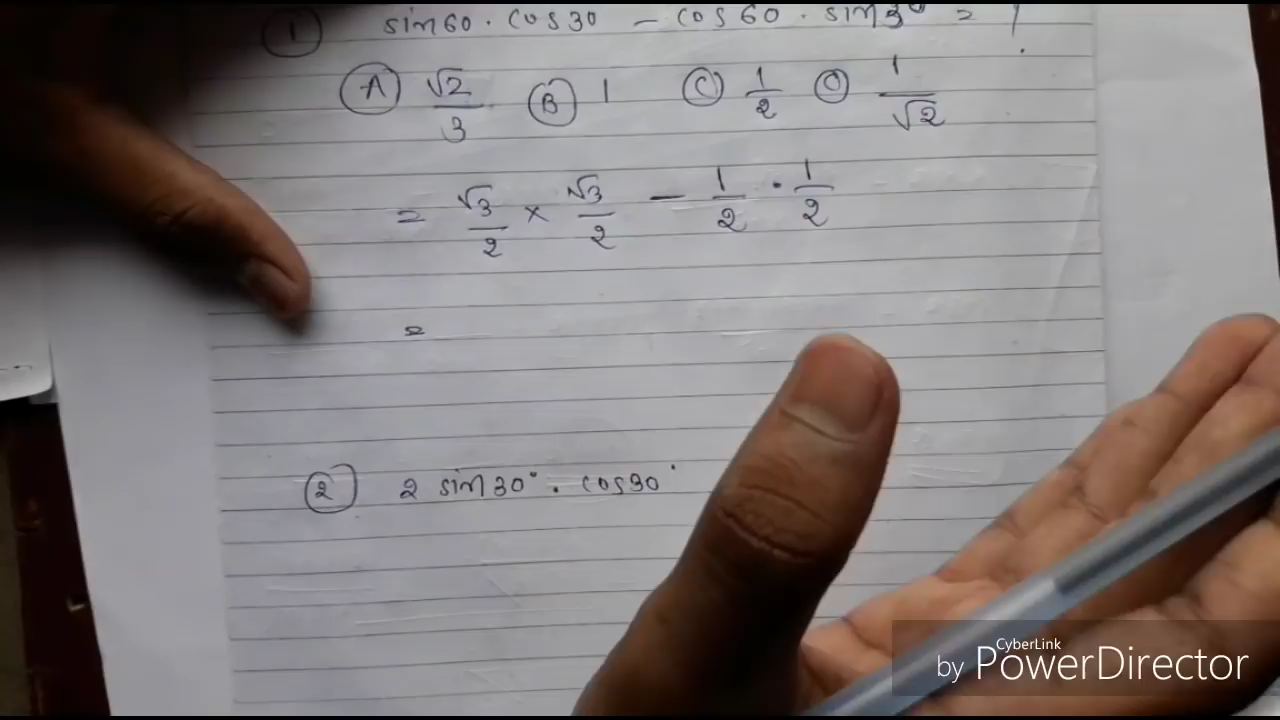 ① sin60 · cos30 − cos60 · sin3° = ?
Ⓐ √2/3 Ⓑ 1 Ⓒ 1/2 Ⓓ 1/√2
= √3/2 × √3/2 − 1/2 · 1/2
=
② 2 sin30° · cos30°
CyberLink
by PowerDirector